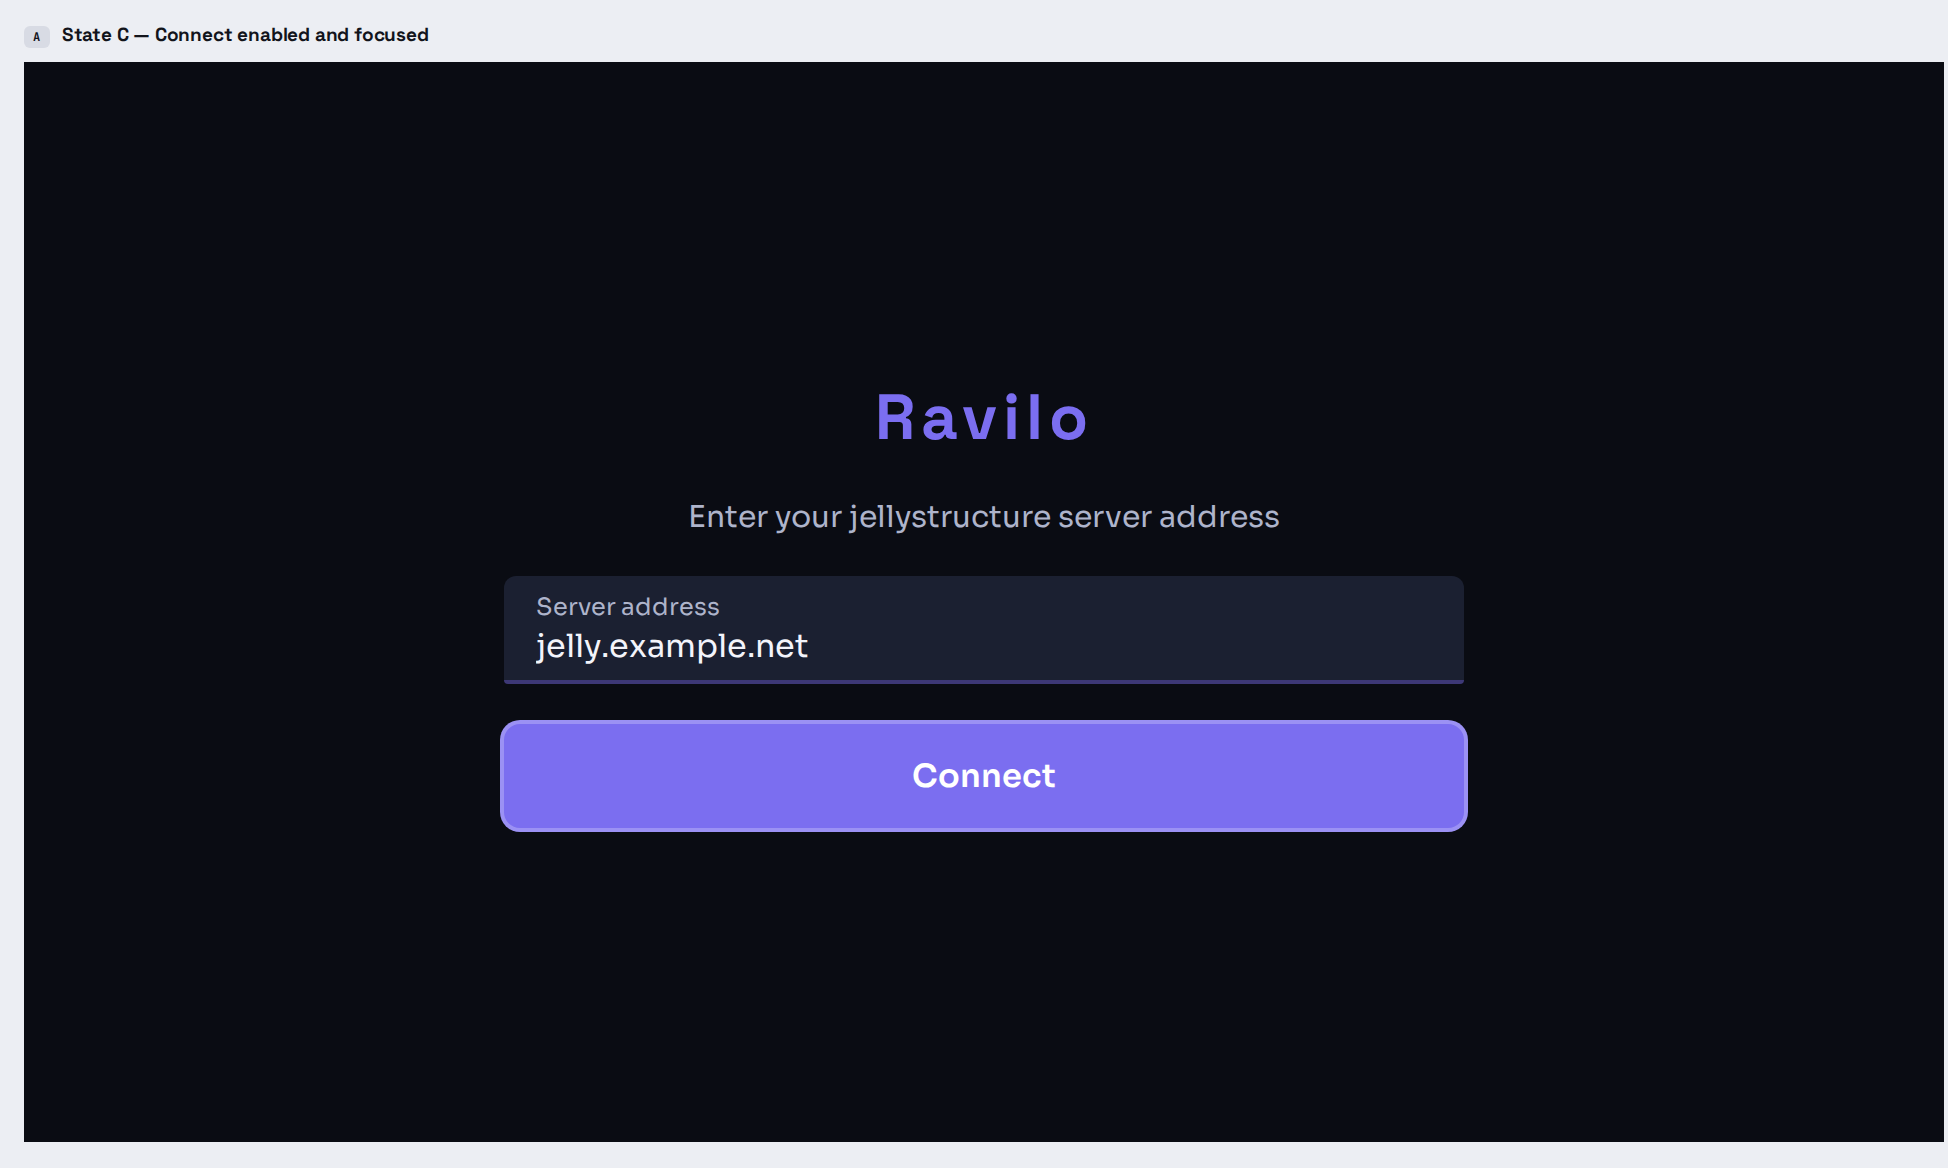 A State C — Connect enabled and focused
Ravilo
Enter your jellystructure server address
Server address
jelly.example.net
Connect